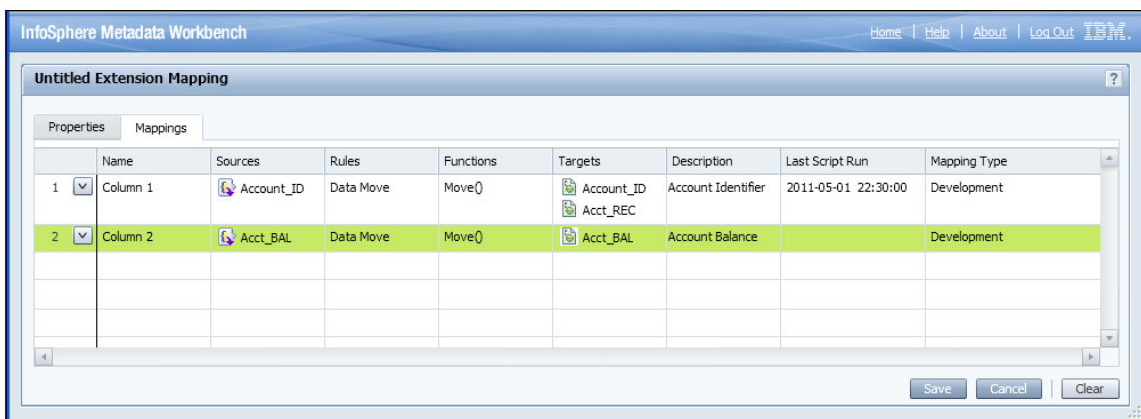 InfoSphere Metadata Workbench Home | Help | About | Log Out IBM.
Untitled Extension Mapping ?
Properties Mappings
Name Sources Rules Functions Targets Description Last Script Run Mapping Type
1 Column 1 Account_ID Data Move Move() Account_ID Account Identifier 2011-05-01 22:30:00 Development
Acct_REC
2 Column 2 Acct_BAL Data Move Move() Acct_BAL Account Balance Development
Save Cancel | Clear